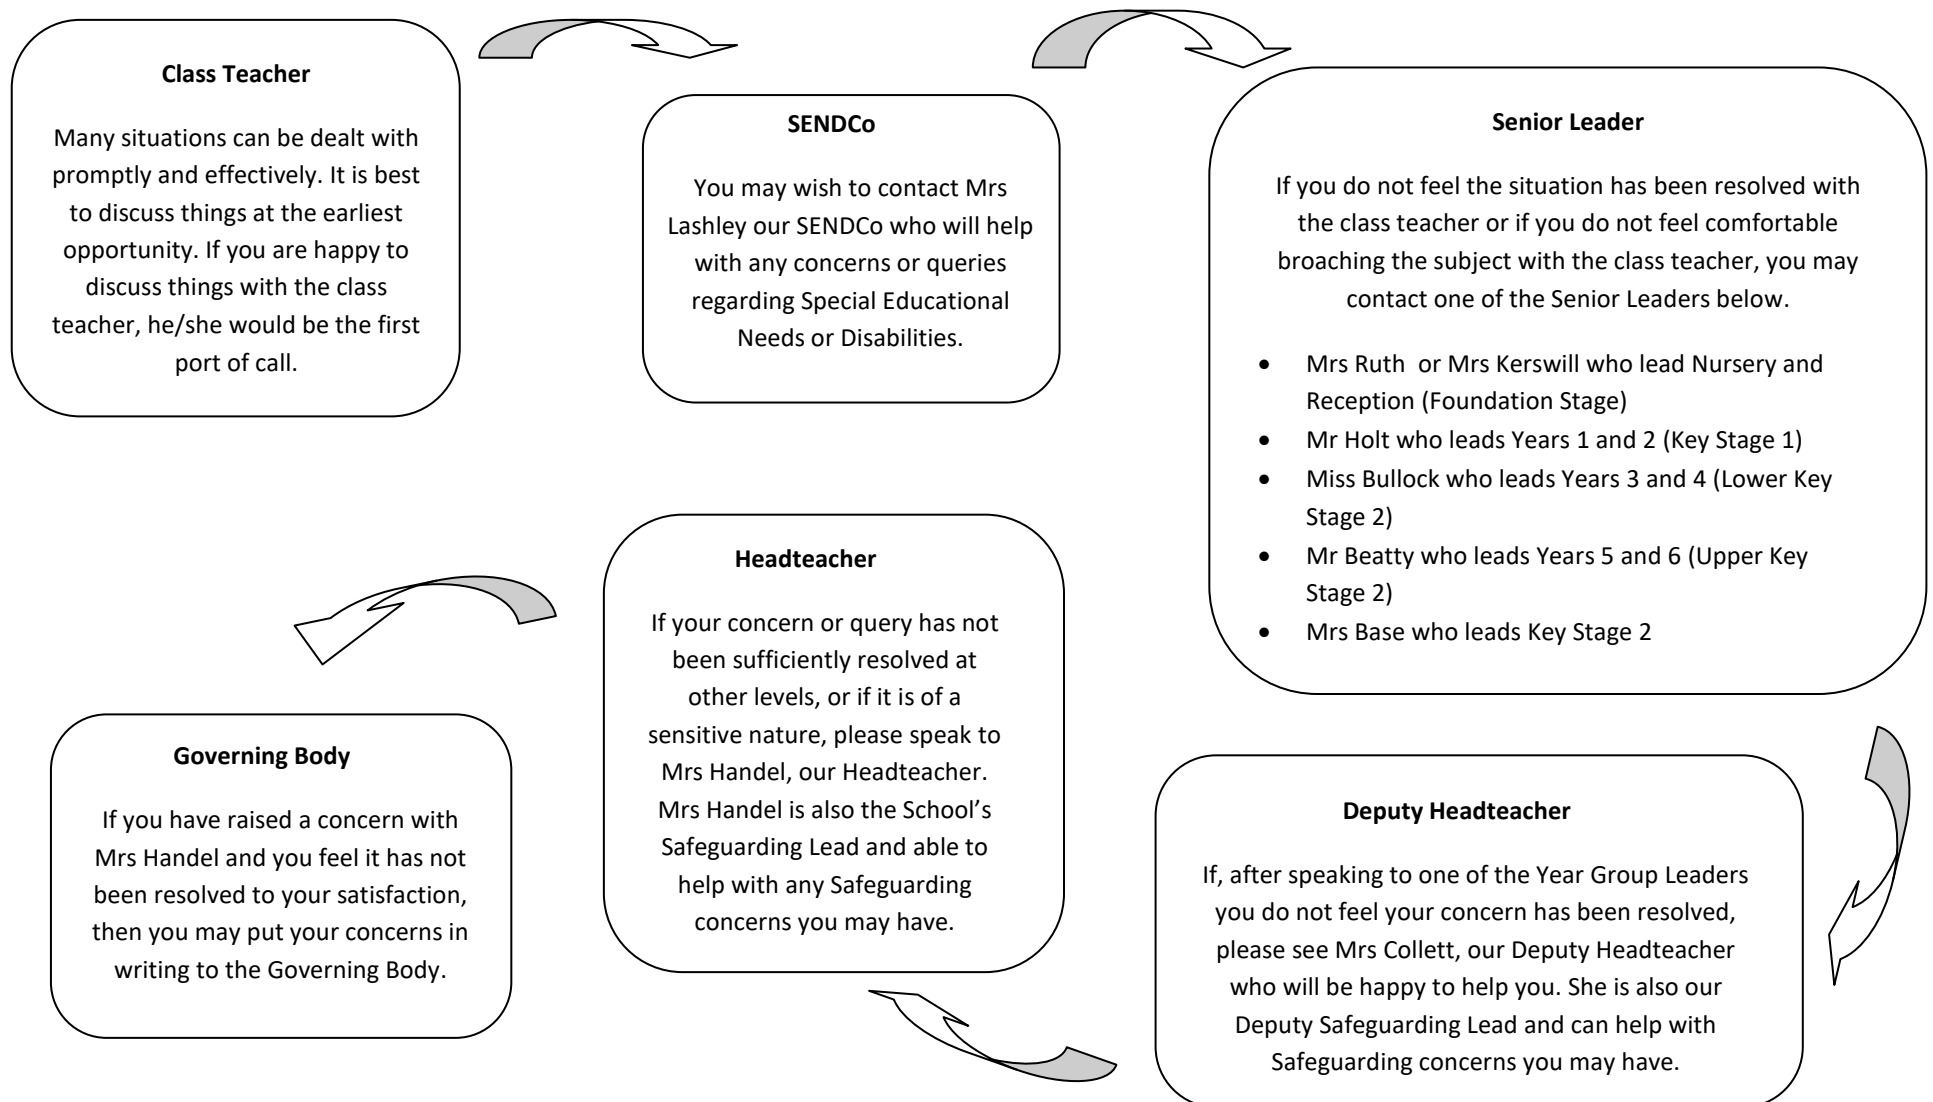 Class Teacher
Many situations can be dealt with
promptly and effectively. It is best
to discuss things at the earliest
opportunity. If you are happy to
discuss things with the class
teacher, he/she would be the first
port of call.
SENDCo
You may wish to contact Mrs
Lashley our SENDCo who will help
with any concerns or queries
regarding Special Educational
Needs or Disabilities.
Senior Leader
If you do not feel the situation has been resolved with
the class teacher or if you do not feel comfortable
broaching the subject with the class teacher, you may
contact one of the Senior Leaders below.
• Mrs Ruth or Mrs Kerswill who lead Nursery and
Reception (Foundation Stage)
• Mr Holt who leads Years 1 and 2 (Key Stage 1)
• Miss Bullock who leads Years 3 and 4 (Lower Key
Stage 2)
• Mr Beatty who leads Years 5 and 6 (Upper Key
Stage 2)
• Mrs Base who leads Key Stage 2
Deputy Headteacher
If, after speaking to one of the Year Group Leaders
you do not feel your concern has been resolved,
please see Mrs Collett, our Deputy Headteacher
who will be happy to help you. She is also our
Deputy Safeguarding Lead and can help with
Safeguarding concerns you may have.
Headteacher
If your concern or query has not
been sufficiently resolved at
other levels, or if it is of a
sensitive nature, please speak to
Mrs Handel, our Headteacher.
Mrs Handel is also the School’s
Safeguarding Lead and able to
help with any Safeguarding
concerns you may have.
Governing Body
If you have raised a concern with
Mrs Handel and you feel it has not
been resolved to your satisfaction,
then you may put your concerns in
writing to the Governing Body.